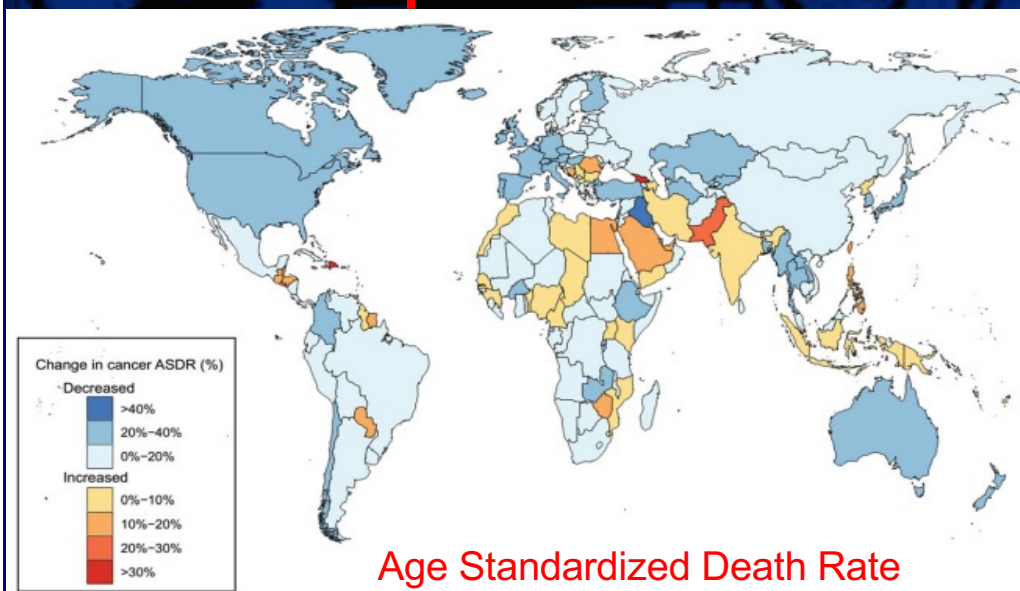 Change in cancer ASDR (%)
Decreased
>40%
20%−40%
0%−20%
Increased
0%−10%
10%−20%
20%−30%
>30%
Age Standardized Death Rate